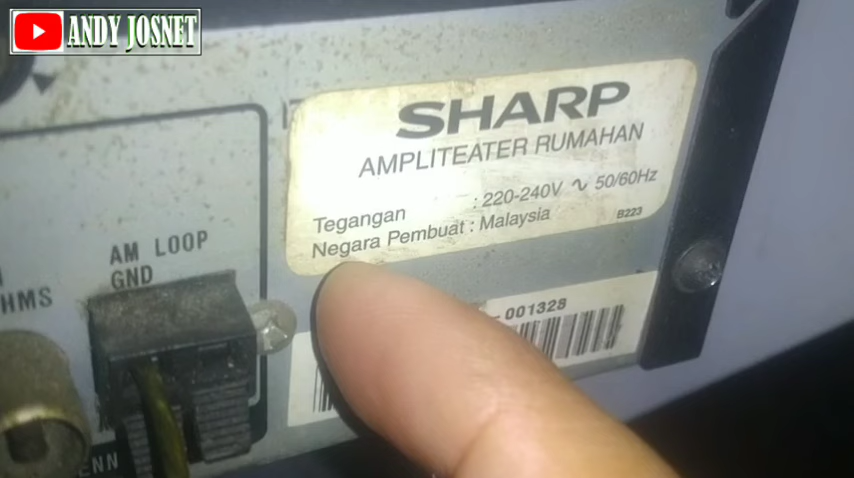 ANDY JOSNET
SHARP
AMPLITEATER RUMAHAN
Tegangan : 220-240V ∿ 50/60Hz
Negara Pembuat : Malaysia
B223
AM LOOP
GND
HMS
001328